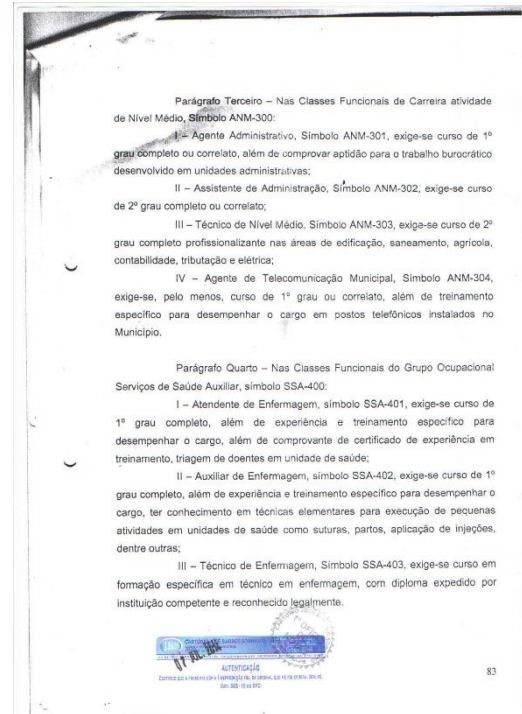 Parágrafo Terceiro – Nas Classes Funcionais de Carreira atividade
de Nível Médio, Símbolo ANM-300:
I – Agente Administrativo, Símbolo ANM-301, exige-se curso de 1º
grau completo ou correlato, além de comprovar aptidão para o trabalho burocrático
desenvolvido em unidades administrativas;
II – Assistente de Administração, Símbolo ANM-302, exige-se curso
de 2º grau completo ou correlato;
III – Técnico de Nível Médio, Símbolo ANM-303, exige-se curso de 2º
grau completo profissionalizante nas áreas de edificação, saneamento, agrícola,
contabilidade, tributação e elétrica;
IV – Agente de Telecomunicação Municipal, Símbolo ANM-304,
exige-se, pelo menos, curso de 1º grau ou correlato, além de treinamento
específico para desempenhar o cargo em postos telefônicos instalados no
Município.
Parágrafo Quarto – Nas Classes Funcionais do Grupo Ocupacional
Serviços de Saúde Auxiliar, símbolo SSA-400:
I – Atendente de Enfermagem, símbolo SSA-401, exige-se curso de
1º grau completo, além de experiência e treinamento específico para
desempenhar o cargo, além de comprovante de certificado de experiência em
treinamento, triagem de doentes em unidade de saúde;
II – Auxiliar de Enfermagem, símbolo SSA-402, exige-se curso de 1º
grau completo, além de experiência e treinamento específico para desempenhar o
cargo, ter conhecimento em técnicas elementares para execução de pequenas
atividades em unidades de saúde como suturas, partos, aplicação de injeções,
dentre outras;
III – Técnico de Enfermagem, Símbolo SSA-403, exige-se curso em
formação específica em técnico em enfermagem, com diploma expedido por
instituição competente e reconhecido legalmente.
AUTENTICAÇÃO
83